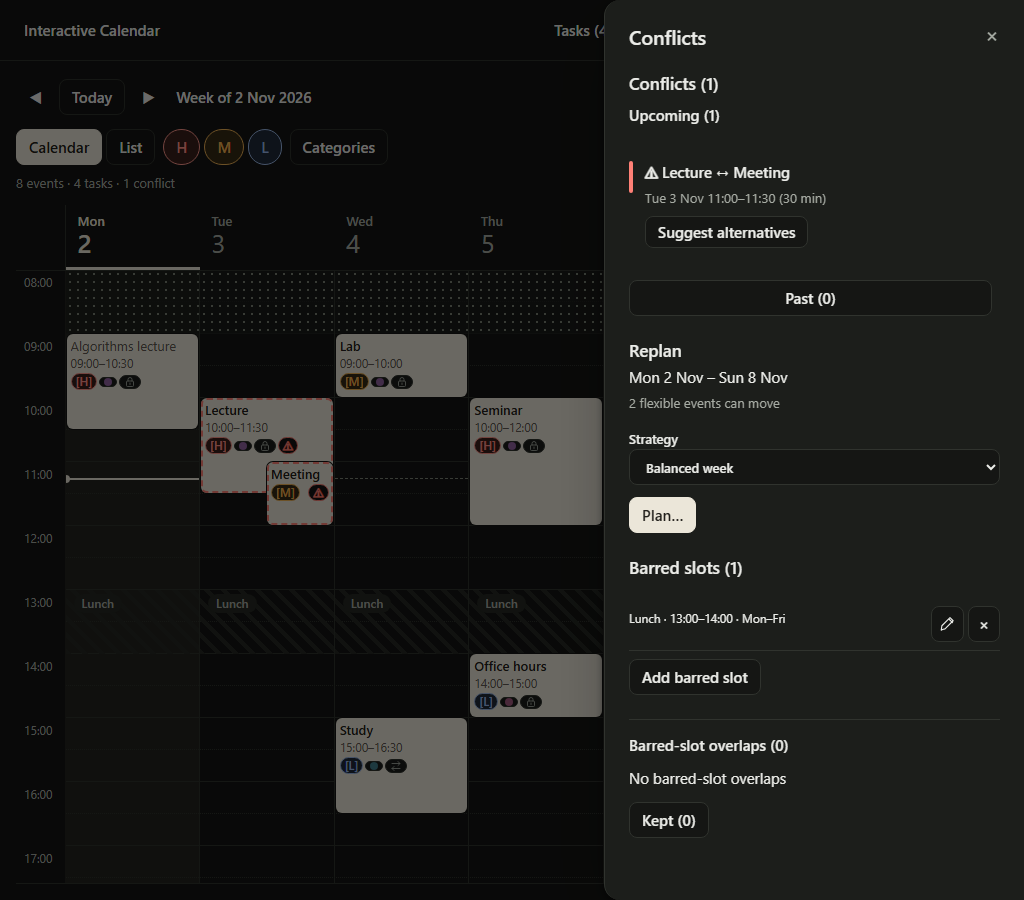 Interactive Calendar
Tasks (4
Today
Week of 2 Nov 2026
Calendar
List
H
M
L
Categories
8 events · 4 tasks · 1 conflict
Mon
2
Tue
3
Wed
4
Thu
5
08:00
09:00
10:00
11:00
12:00
13:00
14:00
15:00
16:00
17:00
Algorithms lecture
09:00–10:30
[H]
Lecture
10:00–11:30
[H]
Meeting
[M]
Lab
09:00–10:00
[M]
Seminar
10:00–12:00
[H]
Lunch
Lunch
Lunch
Lunch
Office hours
14:00–15:00
[L]
Study
15:00–16:30
[L]
Conflicts
×
Conflicts (1)
Upcoming (1)
⚠ Lecture ↔ Meeting
Tue 3 Nov 11:00–11:30 (30 min)
Suggest alternatives
Past (0)
Replan
Mon 2 Nov – Sun 8 Nov
2 flexible events can move
Strategy
Balanced week
Plan...
Barred slots (1)
Lunch · 13:00–14:00 · Mon–Fri
×
Add barred slot
Barred-slot overlaps (0)
No barred-slot overlaps
Kept (0)